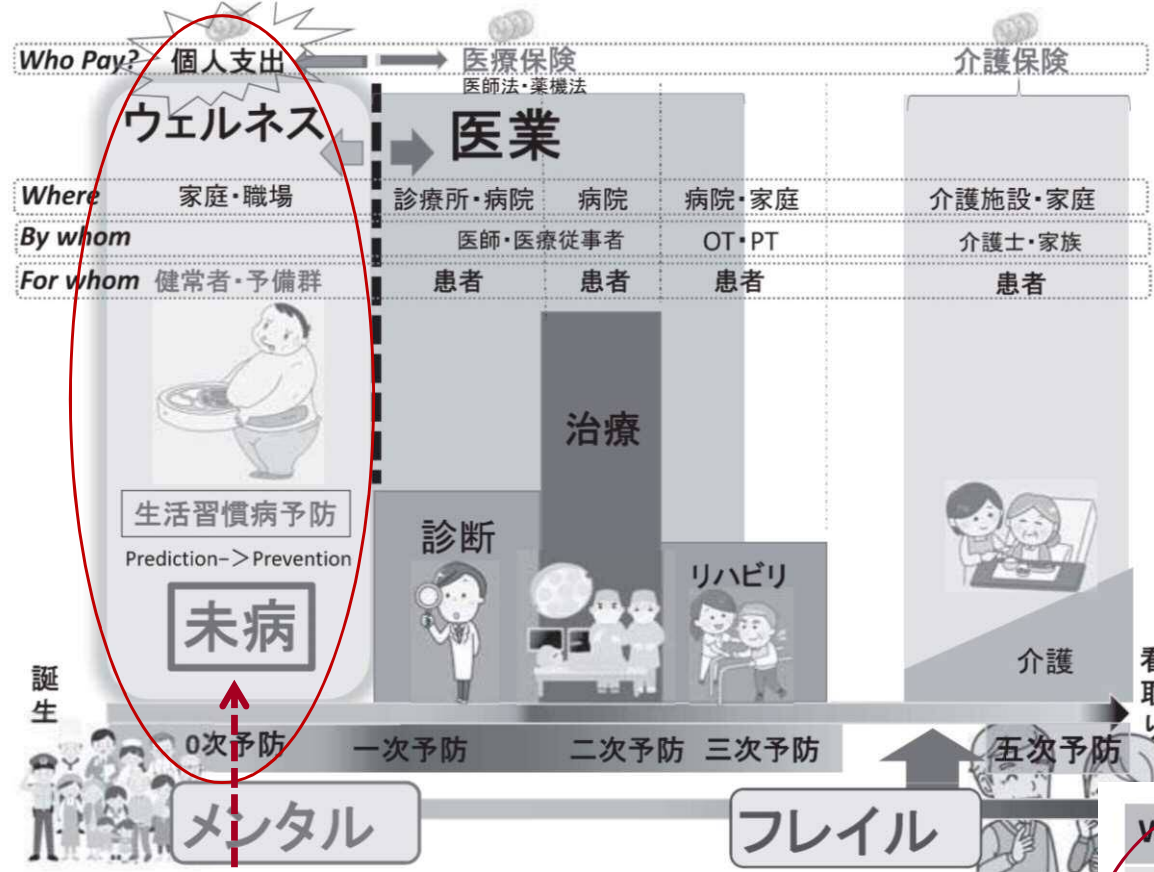 Who Pay? 個人支出 医療保険 介護保険
医師法・薬機法
ウェルネス 医業
Where 家庭・職場 診療所・病院 病院 病院・家庭 介護施設・家庭
By whom 医師・医療従事者 OT・PT 介護士・家族
For whom 健常者・予備群 患者 患者 患者 患者
治療
生活習慣病予防
診断
Prediction->Prevention
リハビリ
未病
介護
誕生
看取い
0次予防 一次予防 二次予防 三次予防 五次予防
メンタル フレイル